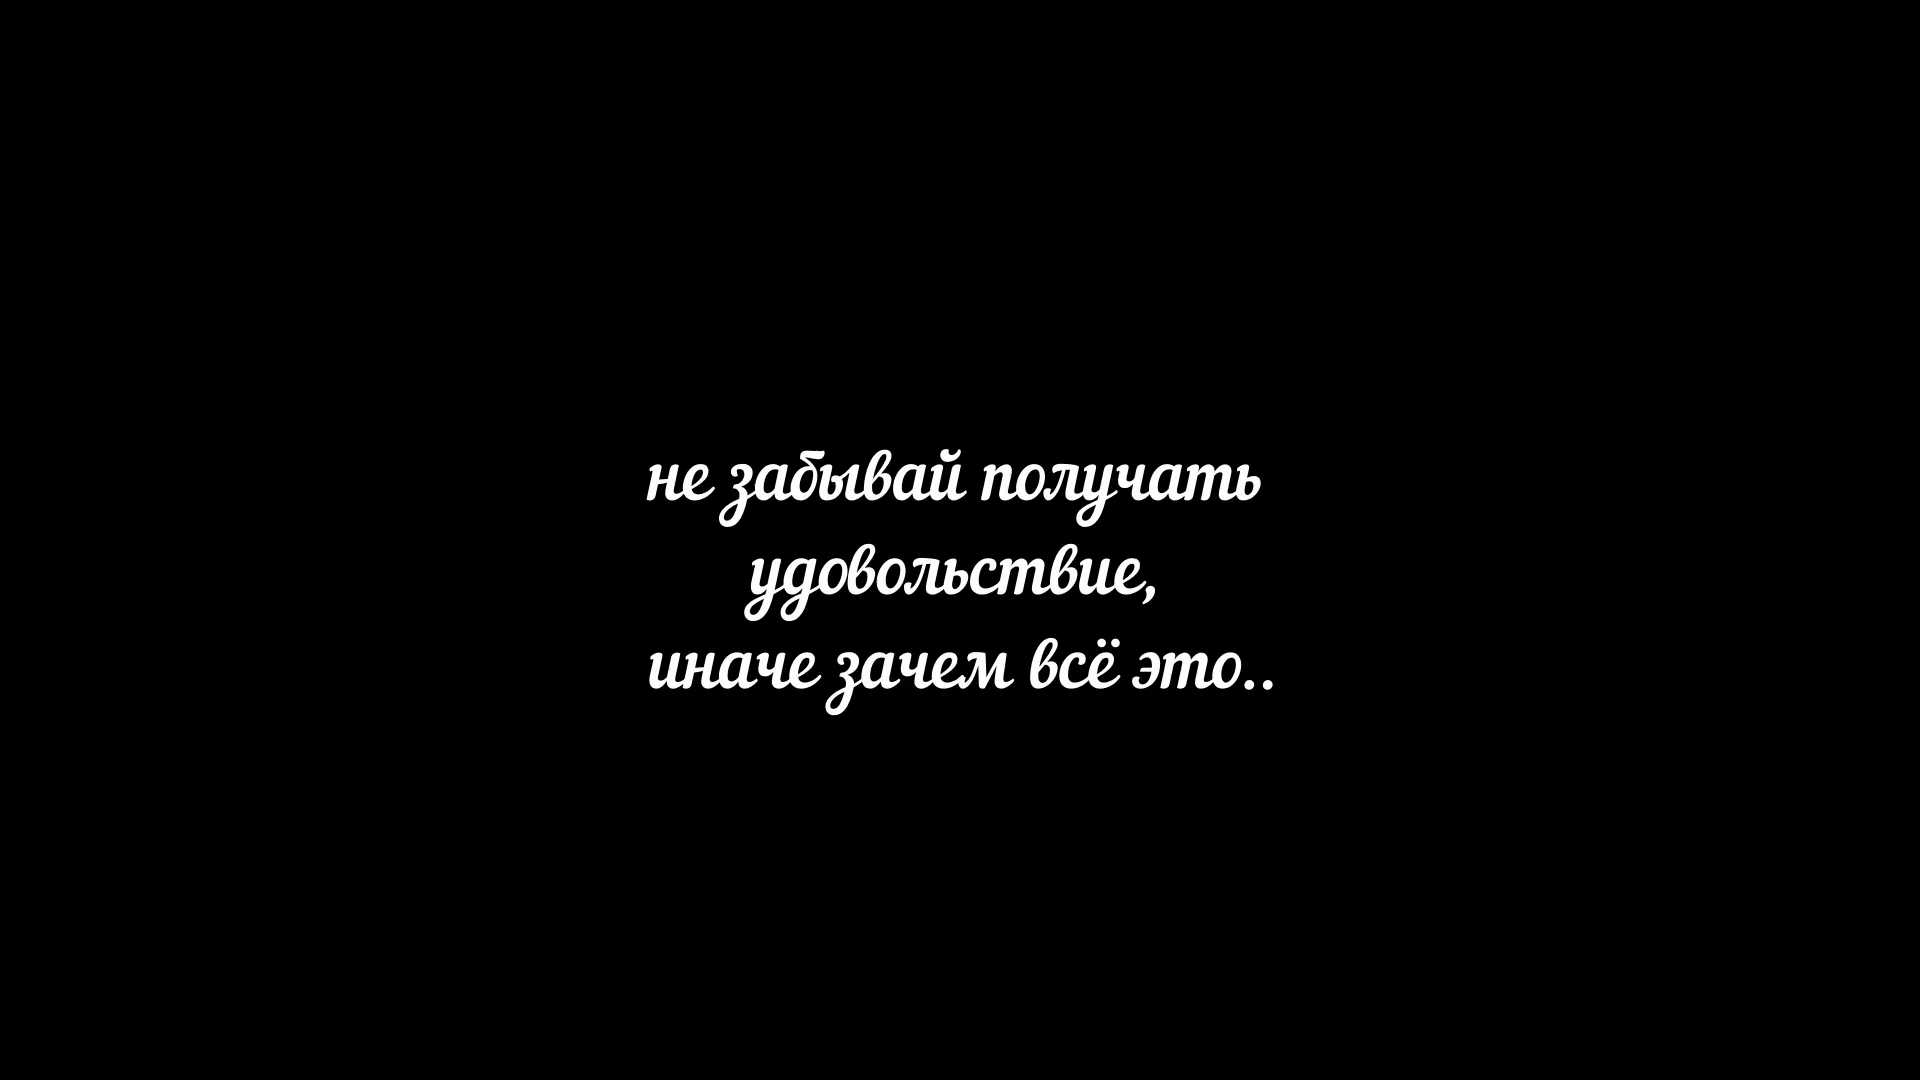 не забывай получать
удовольствие,
иначе зачем всё это..